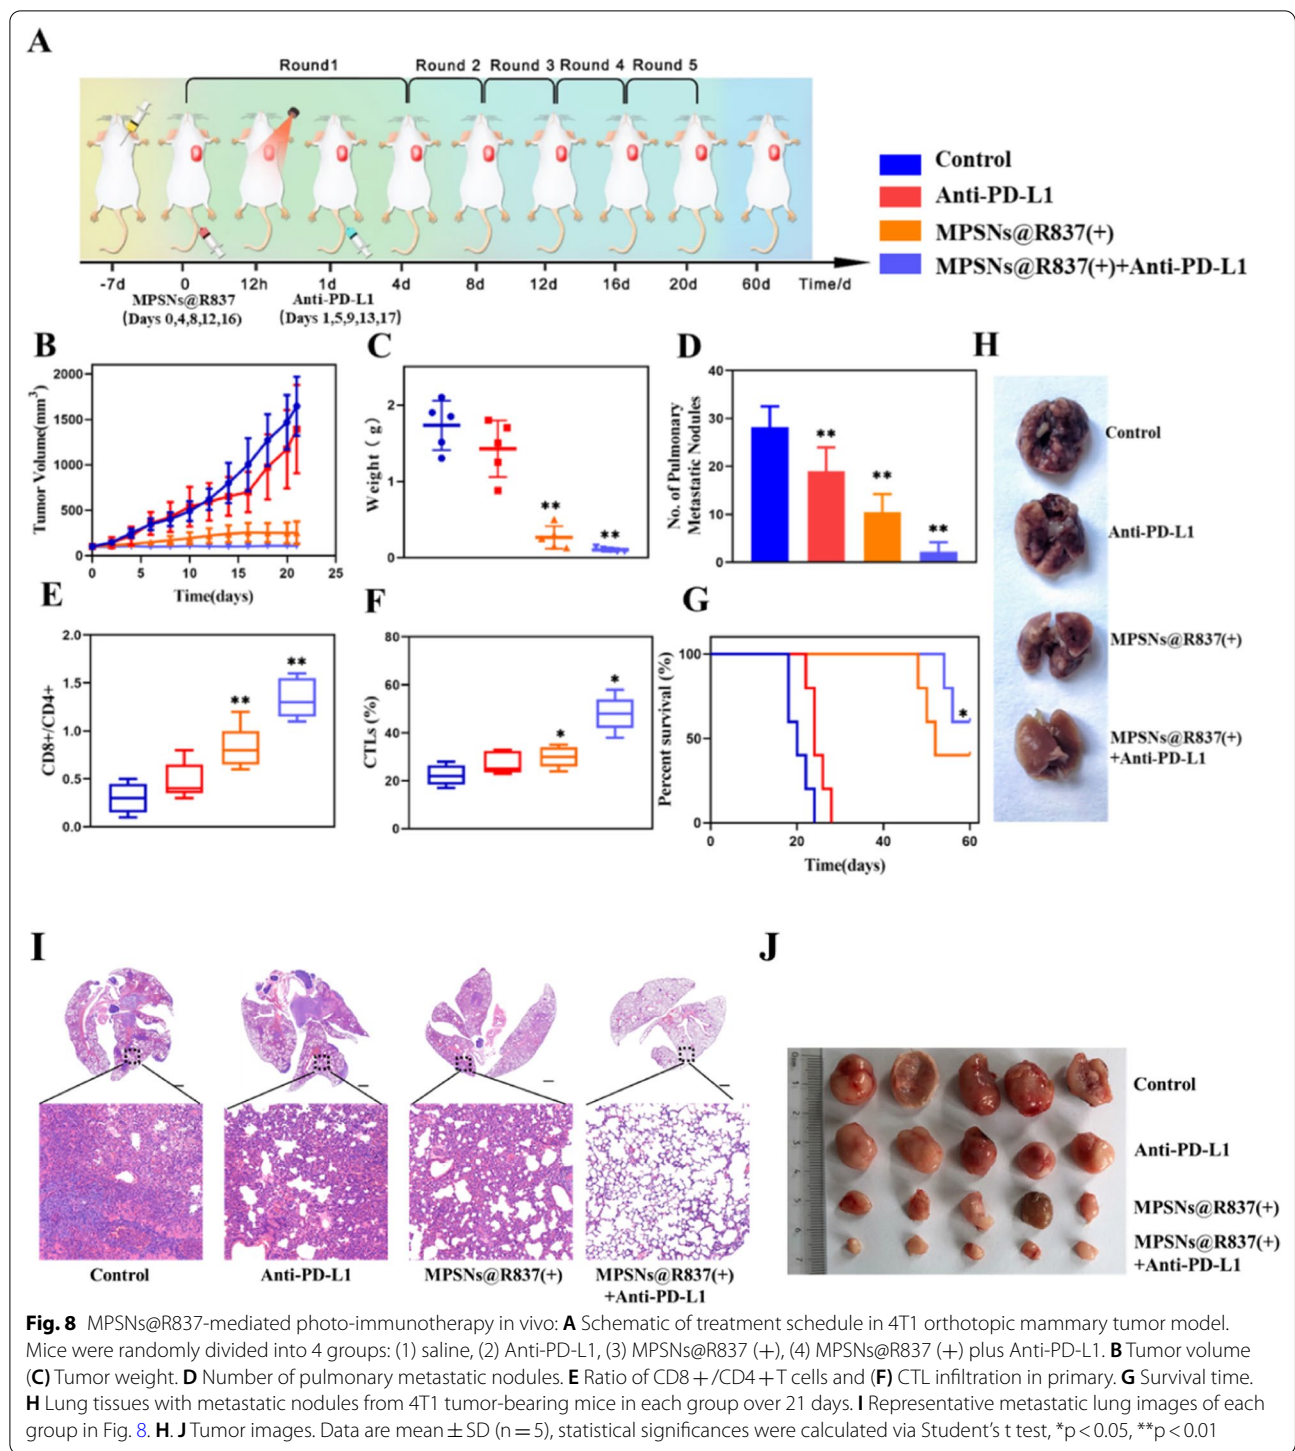 A
Round1 Round 2 Round 3 Round 4 Round 5
-7d 0 12h 1d 4d 8d 12d 16d 20d 60d Time/d
MPSNs@R837 Anti-PD-L1
(Days 0,4,8,12,16) (Days 1,5,9,13,17)
Control
Anti-PD-L1
MPSNs@R837(+)
MPSNs@R837(+)+Anti-PD-L1
B
Tumor Volume(mm3)
2000
1500
1000
500
0
0 5 10 15 20 25
Time(days)
C
Weight ( g)
2
1
0
**
**
D
No. of Pulmonary
Metastatic Nodules
40
30
20
10
0
**
**
**
H
Control
Anti-PD-L1
MPSNs@R837(+)
MPSNs@R837(+)
+Anti-PD-L1
E
CD8+/CD4+
2.0
1.5
1.0
0.5
0.0
**
**
F
CTLs (%)
80
60
40
20
0
*
*
G
Percent survival (%)
100
50
0
*
0 20 40 60
Time(days)
I
Control
Anti-PD-L1
MPSNs@R837(+)
MPSNs@R837(+)
+Anti-PD-L1
J
0
1
2
3
4
5
6
7
Control
Anti-PD-L1
MPSNs@R837(+)
MPSNs@R837(+)
+Anti-PD-L1
Fig. 8 MPSNs@R837-mediated photo-immunotherapy in vivo: A Schematic of treatment schedule in 4T1 orthotopic mammary tumor model.
Mice were randomly divided into 4 groups: (1) saline, (2) Anti-PD-L1, (3) MPSNs@R837 (+), (4) MPSNs@R837 (+) plus Anti-PD-L1. B Tumor volume
(C) Tumor weight. D Number of pulmonary metastatic nodules. E Ratio of CD8+/CD4+T cells and (F) CTL infiltration in primary. G Survival time.
H Lung tissues with metastatic nodules from 4T1 tumor-bearing mice in each group over 21 days. I Representative metastatic lung images of each
group in Fig. 8. H. J Tumor images. Data are mean ± SD (n = 5), statistical significances were calculated via Student's t test, *p < 0.05, **p < 0.01